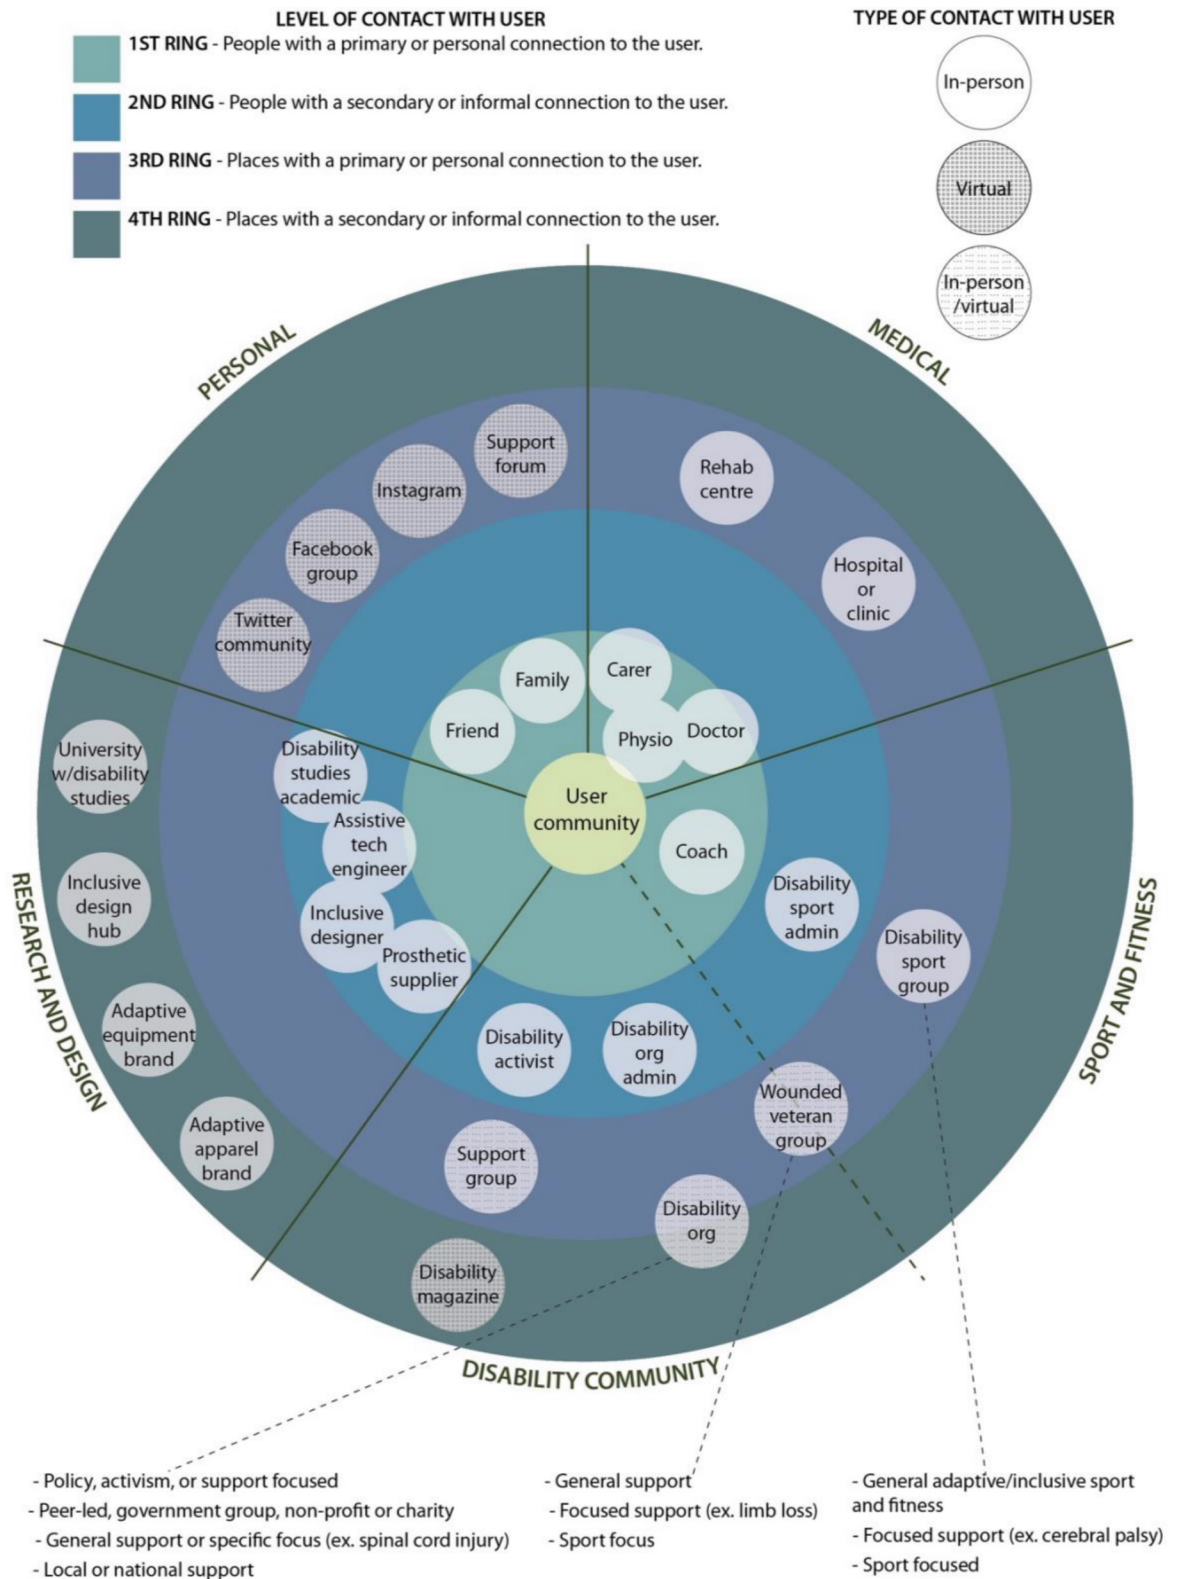 LEVEL OF CONTACT WITH USER
1ST RING - People with a primary or personal connection to the user.
2ND RING - People with a secondary or informal connection to the user.
3RD RING - Places with a primary or personal connection to the user.
4TH RING - Places with a secondary or informal connection to the user.
TYPE OF CONTACT WITH USER
In-person
Virtual
In-person
/virtual
PERSONAL
MEDICAL
Support
forum
Instagram
Facebook
group
Twitter
community
Rehab
centre
Hospital
or
clinic
Family
Friend
Carer
Physio
Doctor
User
community
Coach
University
w/disability
studies
Disability
studies
academic
Assistive
tech
engineer
Inclusive
design
hub
Inclusive
designer
Prosthetic
supplier
Adaptive
equipment
brand
Adaptive
apparel
brand
RESEARCH AND DESIGN
Disability
sport
admin
Disability
sport
group
SPORT AND FITNESS
Disability
activist
Disability
org
admin
Wounded
veteran
group
Support
group
Disability
org
Disability
magazine
DISABILITY COMMUNITY
- Policy, activism, or support focused
- Peer-led, government group, non-profit or charity
- General support or specific focus (ex. spinal cord injury)
- Local or national support
- General support
- Focused support (ex. limb loss)
- Sport focus
- General adaptive/inclusive sport
and fitness
- Focused support (ex. cerebral palsy)
- Sport focused